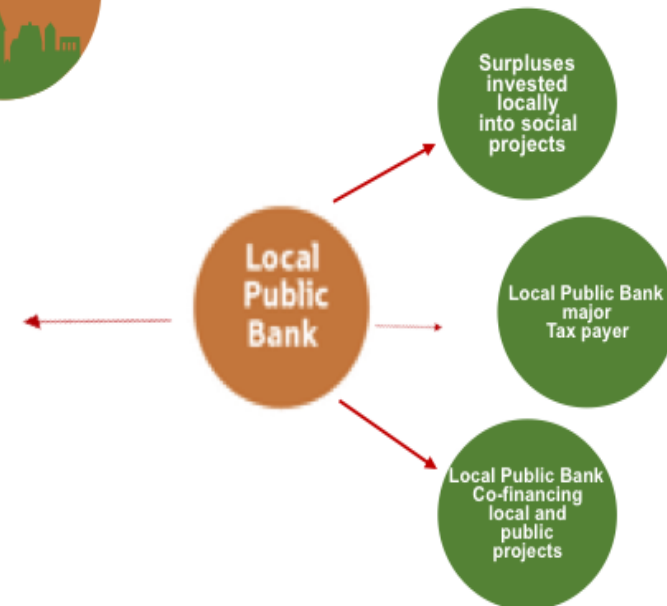 Surpluses
invested
locally
into social
projects
Local
Public
Bank
Local Public Bank
major
Tax payer
Local Public Bank
Co-financing
local and
public
projects